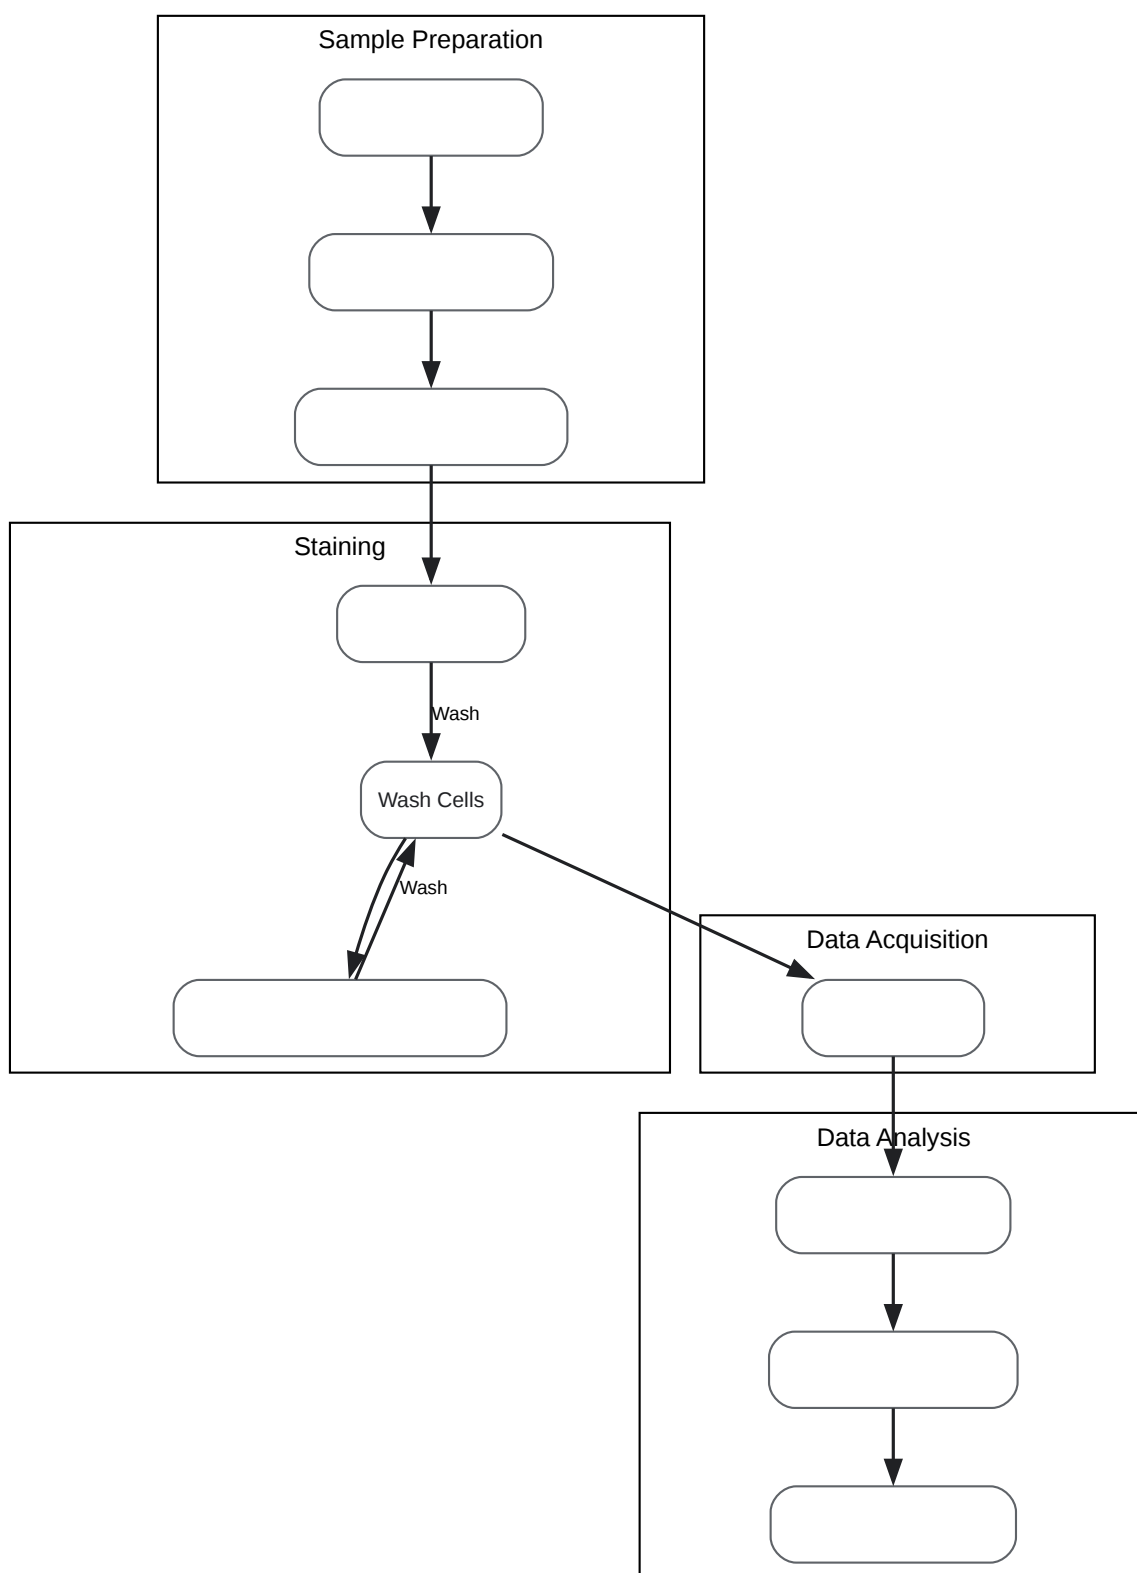 Sample Preparation
Staining
Wash
Wash Cells
Wash
Data Acquisition
Data Analysis